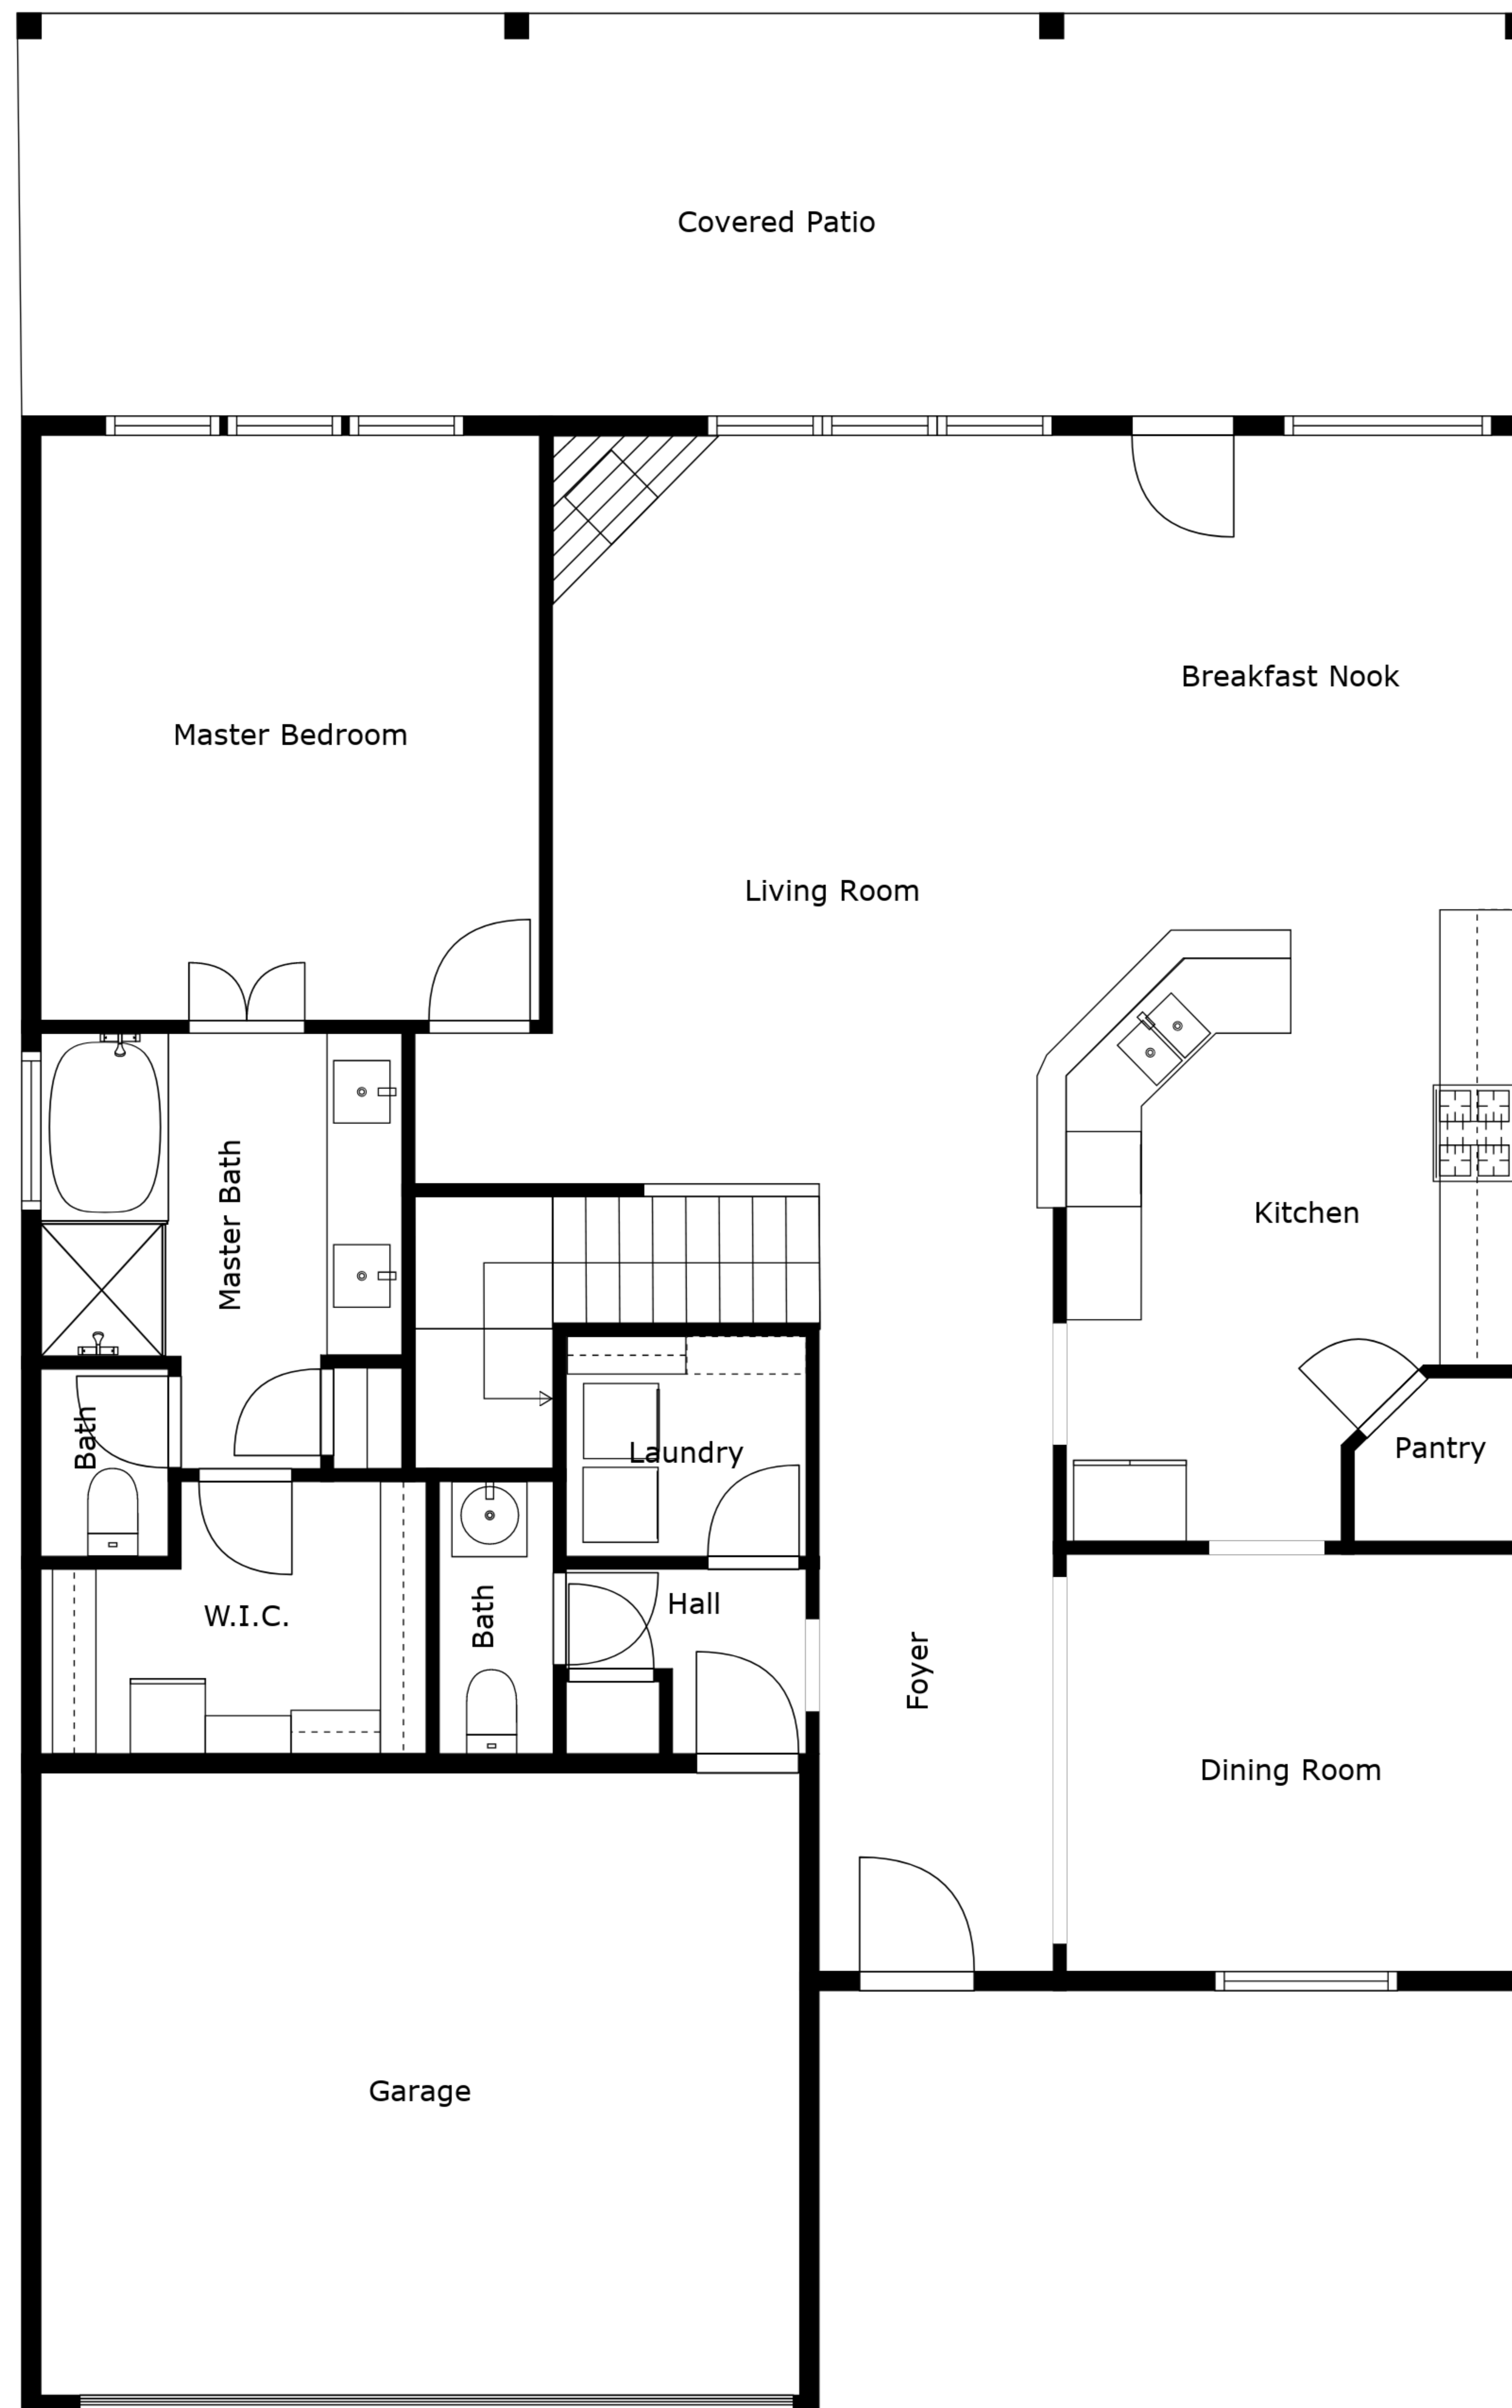 Covered Patio
Breakfast Nook
Master Bedroom
Living Room
Master Bath
Kitchen
Bath
Laundry
Pantry
W.I.C.
Bath
Hall
Foyer
Dining Room
Garage